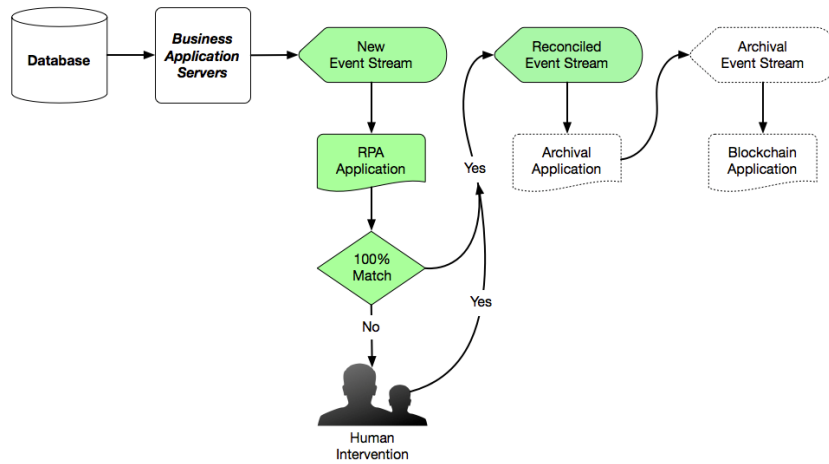 Database
Business
Application
Servers
New
Event Stream
Reconciled
Event Stream
Archival
Event Stream
RPA
Application
Yes
Archival
Application
Blockchain
Application
100%
Match
Yes
No
Human
Intervention